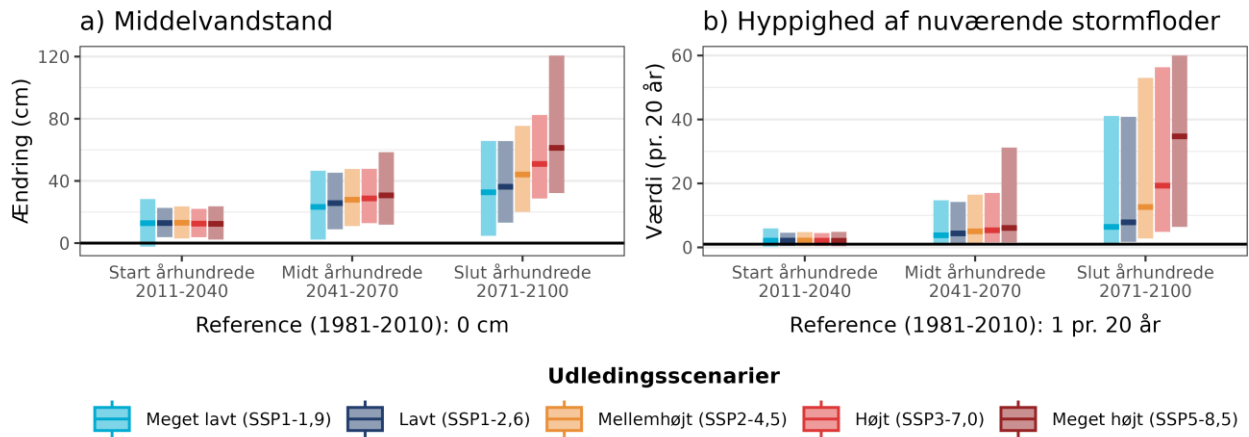 a) Middelvandstand
Ændring (cm)
120
80
40
0
Start århundrede
2011-2040
Midt århundrede
2041-2070
Slut århundrede
2071-2100
Reference (1981-2010): 0 cm
b) Hyppighed af nuværende stormfloder
Værdi (pr. 20 år)
60
40
20
0
Start århundrede
2011-2040
Midt århundrede
2041-2070
Slut århundrede
2071-2100
Reference (1981-2010): 1 pr. 20 år
Udledingsscenarier
Meget lavt (SSP1-1,9)
Lavt (SSP1-2,6)
Mellemhøjt (SSP2-4,5)
Højt (SSP3-7,0)
Meget højt (SSP5-8,5)